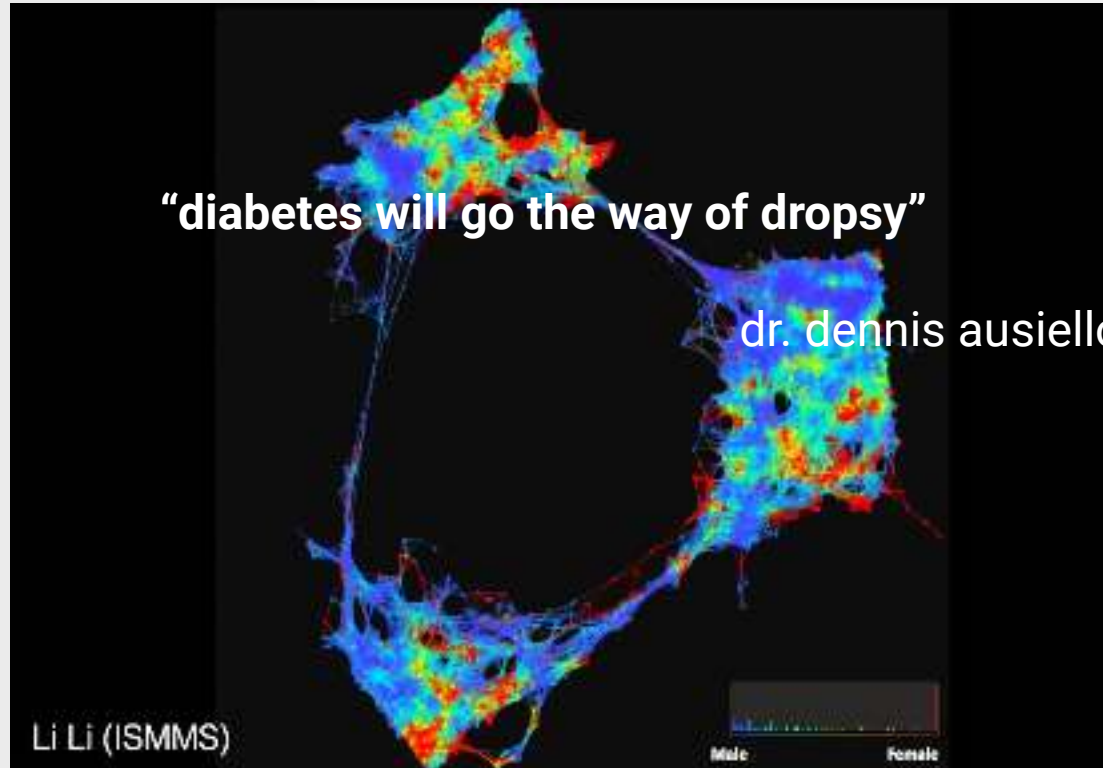 “diabetes will go the way of dropsy”
dr. dennis ausiello
Li Li (ISMMS)
Male Female